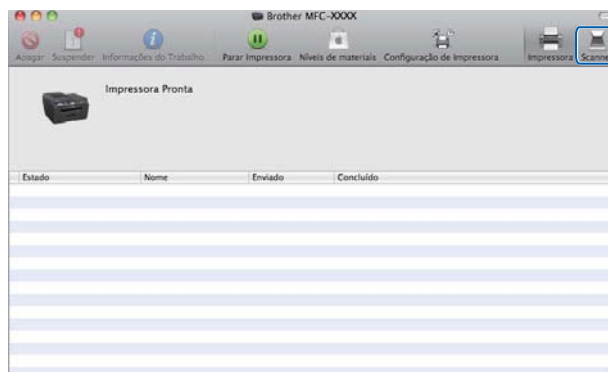 Brother MFC-XXXX
Apagar Suspender Informações do Trabalho Parar Impressora Níveis de materiais Configuração de Impressora Impressora Scanne
Impressora Pronta
Estado Nome Enviado Concluído